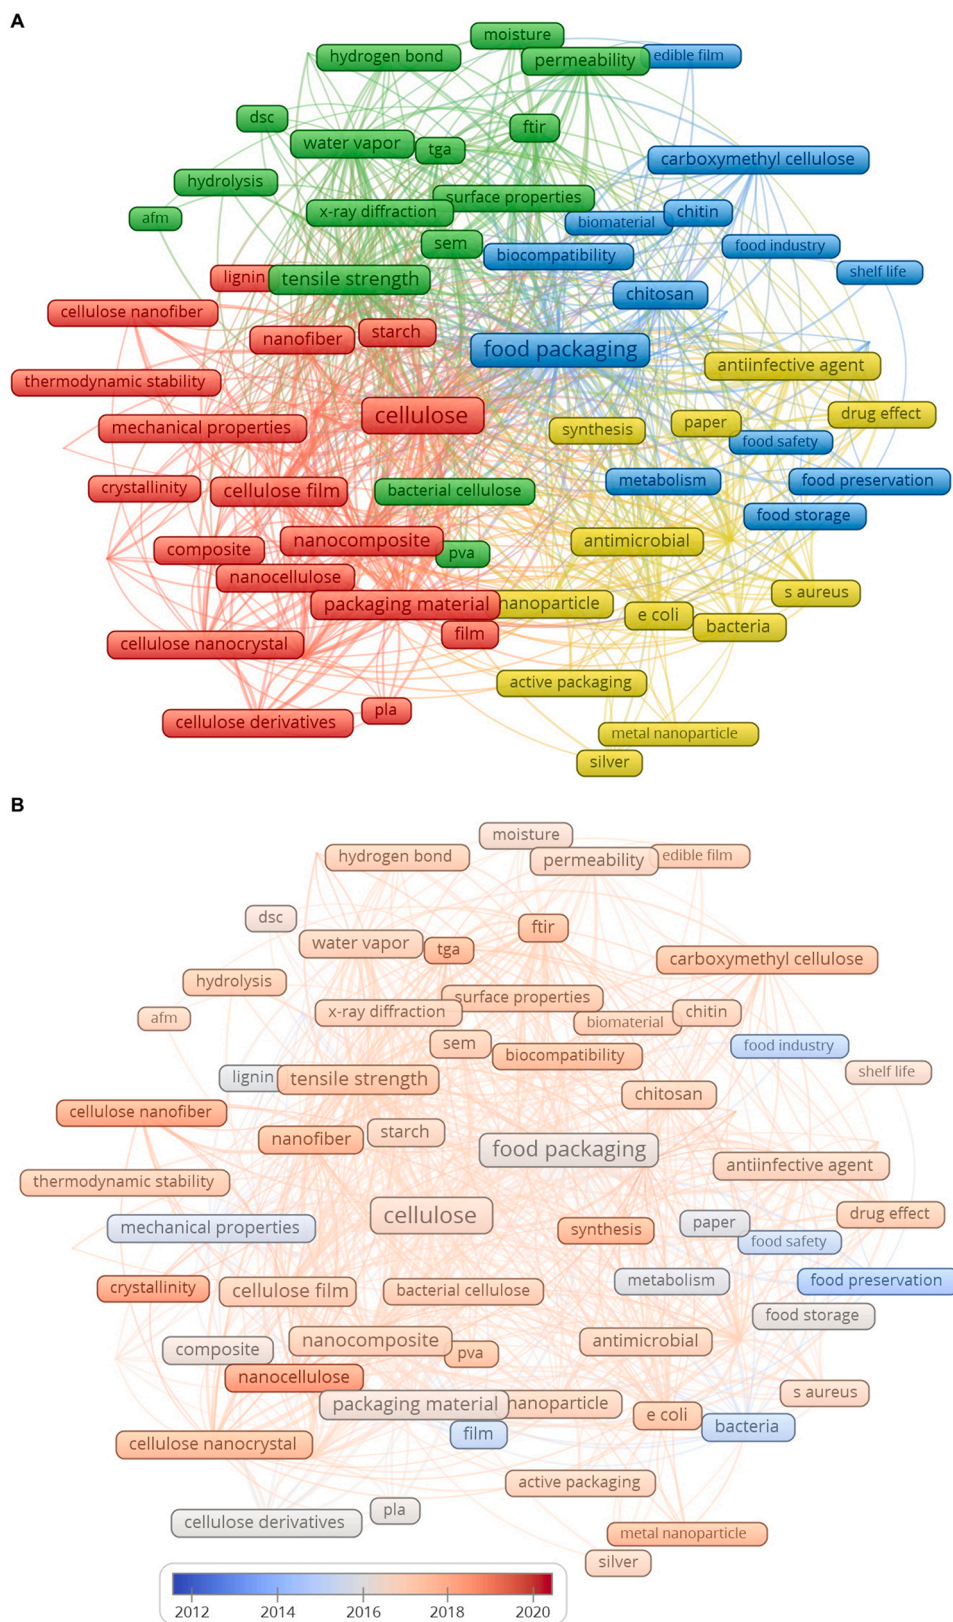 A
moisture
hydrogen bond
permeability
edible film
dsc
ftir
water vapor
tga
carboxymethyl cellulose
hydrolysis
surface properties
x-ray diffraction
afm
biomaterial
chitin
sem
biocompatibility
food industry
lignin
tensile strength
shelf life
chitosan
cellulose nanofiber
nanofiber
starch
food packaging
thermodynamic stability
antiinfective agent
cellulose
drug effect
mechanical properties
synthesis
paper
food safety
crystallinity
cellulose film
bacterial cellulose
metabolism
food preservation
food storage
composite
nanocomposite
pva
antimicrobial
nanocellulose
s aureus
packaging material
nanoparticle
e coli
bacteria
cellulose nanocrystal
film
active packaging
cellulose derivatives
pla
metal nanoparticle
silver
B
moisture
hydrogen bond
permeability
edible film
dsc
ftir
water vapor
tga
carboxymethyl cellulose
hydrolysis
surface properties
x-ray diffraction
afm
biomaterial
chitin
sem
biocompatibility
food industry
lignin
tensile strength
shelf life
chitosan
cellulose nanofiber
nanofiber
starch
food packaging
thermodynamic stability
antiinfective agent
cellulose
drug effect
mechanical properties
synthesis
paper
food safety
crystallinity
cellulose film
bacterial cellulose
metabolism
food preservation
food storage
composite
nanocomposite
pva
antimicrobial
nanocellulose
s aureus
packaging material
nanoparticle
e coli
bacteria
film
cellulose nanocrystal
active packaging
cellulose derivatives
pla
metal nanoparticle
silver
2012 2014 2016 2018 2020